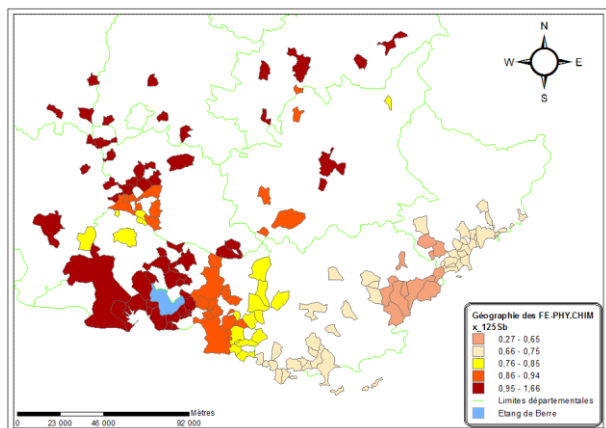 N
W E
S
Géographie des FE-PHY.CHIM
x_125Sb
0,27 - 0,65
0,66 - 0,75
0,76 - 0,85
0,86 - 0,94
0,95 - 1,66
Limites départementales
Etang de Berre
Mètres
0 23 000 46 000 92 000